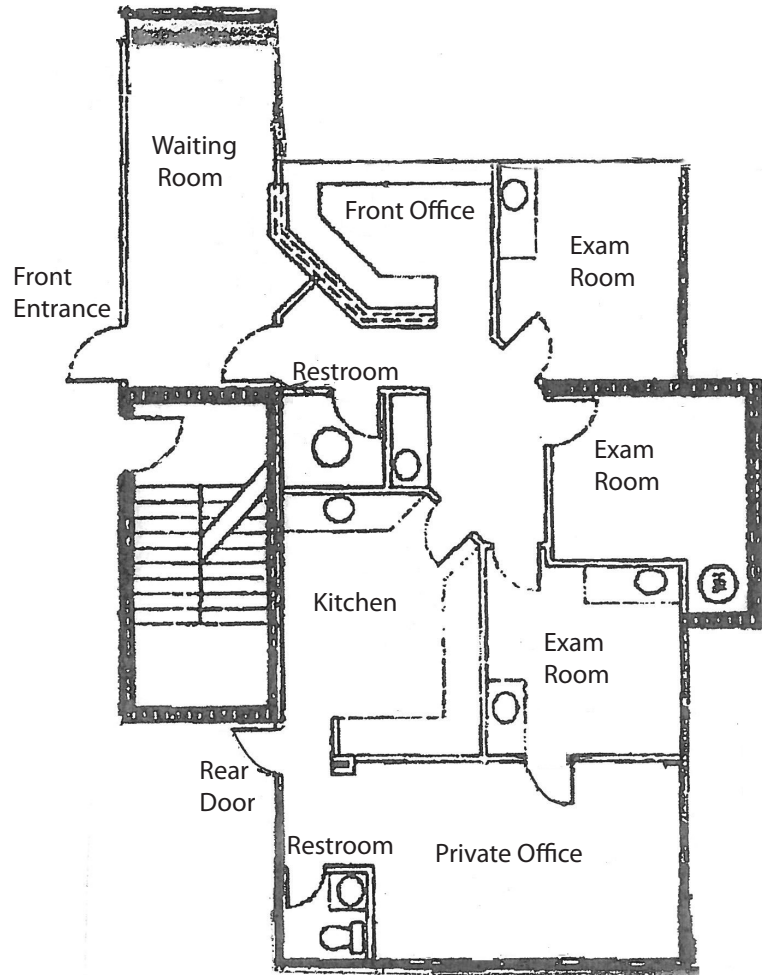 Waiting
Room
Front Office
Exam
Room
Front
Entrance
Restroom
Exam
Room
Kitchen
Exam
Room
Rear
Door
Restroom
Private Office